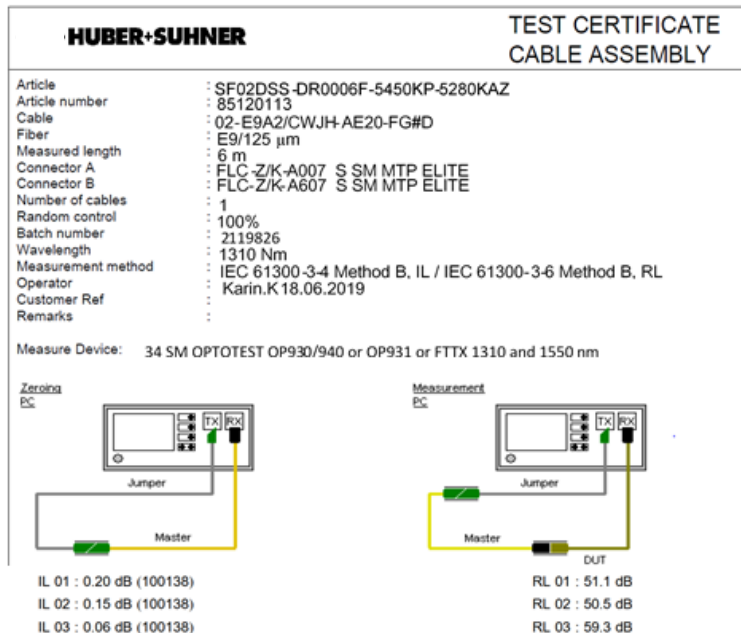 HUBER+SUHNER
TEST CERTIFICATE
CABLE ASSEMBLY
Article : SF02DSS-DR0006F-5450KP-5280KAZ
Article number : 85120113
Cable : 02-E9A2/CWJH-AE20-FG#D
Fiber : E9/125 µm
Measured length : 6 m
Connector A : FLC-Z/K-A007 S SM MTP ELITE
Connector B : FLC-Z/K-A607 S SM MTP ELITE
Number of cables : 1
Random control : 100%
Batch number : 2119826
Wavelength : 1310 Nm
Measurement method : IEC 61300-3-4 Method B, IL / IEC 61300-3-6 Method B, RL
Operator : Karin.K18.06.2019
Customer Ref :
Remarks :
Measure Device: 34 SM OPTOTEST OP930/940 or OP931 or FTTX 1310 and 1550 nm
Zeroing
PC
TX RX
Jumper
Master
Measurement
PC
TX RX
Jumper
Master
DUT
IL 01 : 0.20 dB (100138)
IL 02 : 0.15 dB (100138)
IL 03 : 0.06 dB (100138)
RL 01 : 51.1 dB
RL 02 : 50.5 dB
RL 03 : 59.3 dB